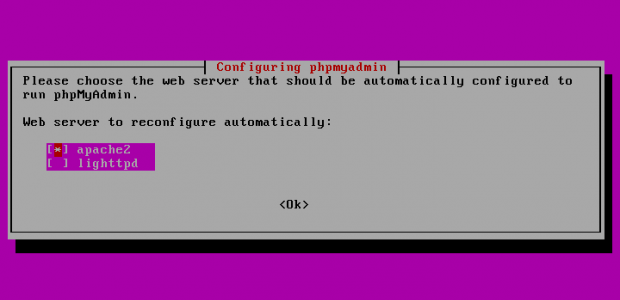 Configuring phpmyadmin
Please choose the web server that should be automatically configured to
run phpMyAdmin.
Web server to reconfigure automatically:
[*] apache2
[ ] lighttpd
<Ok>